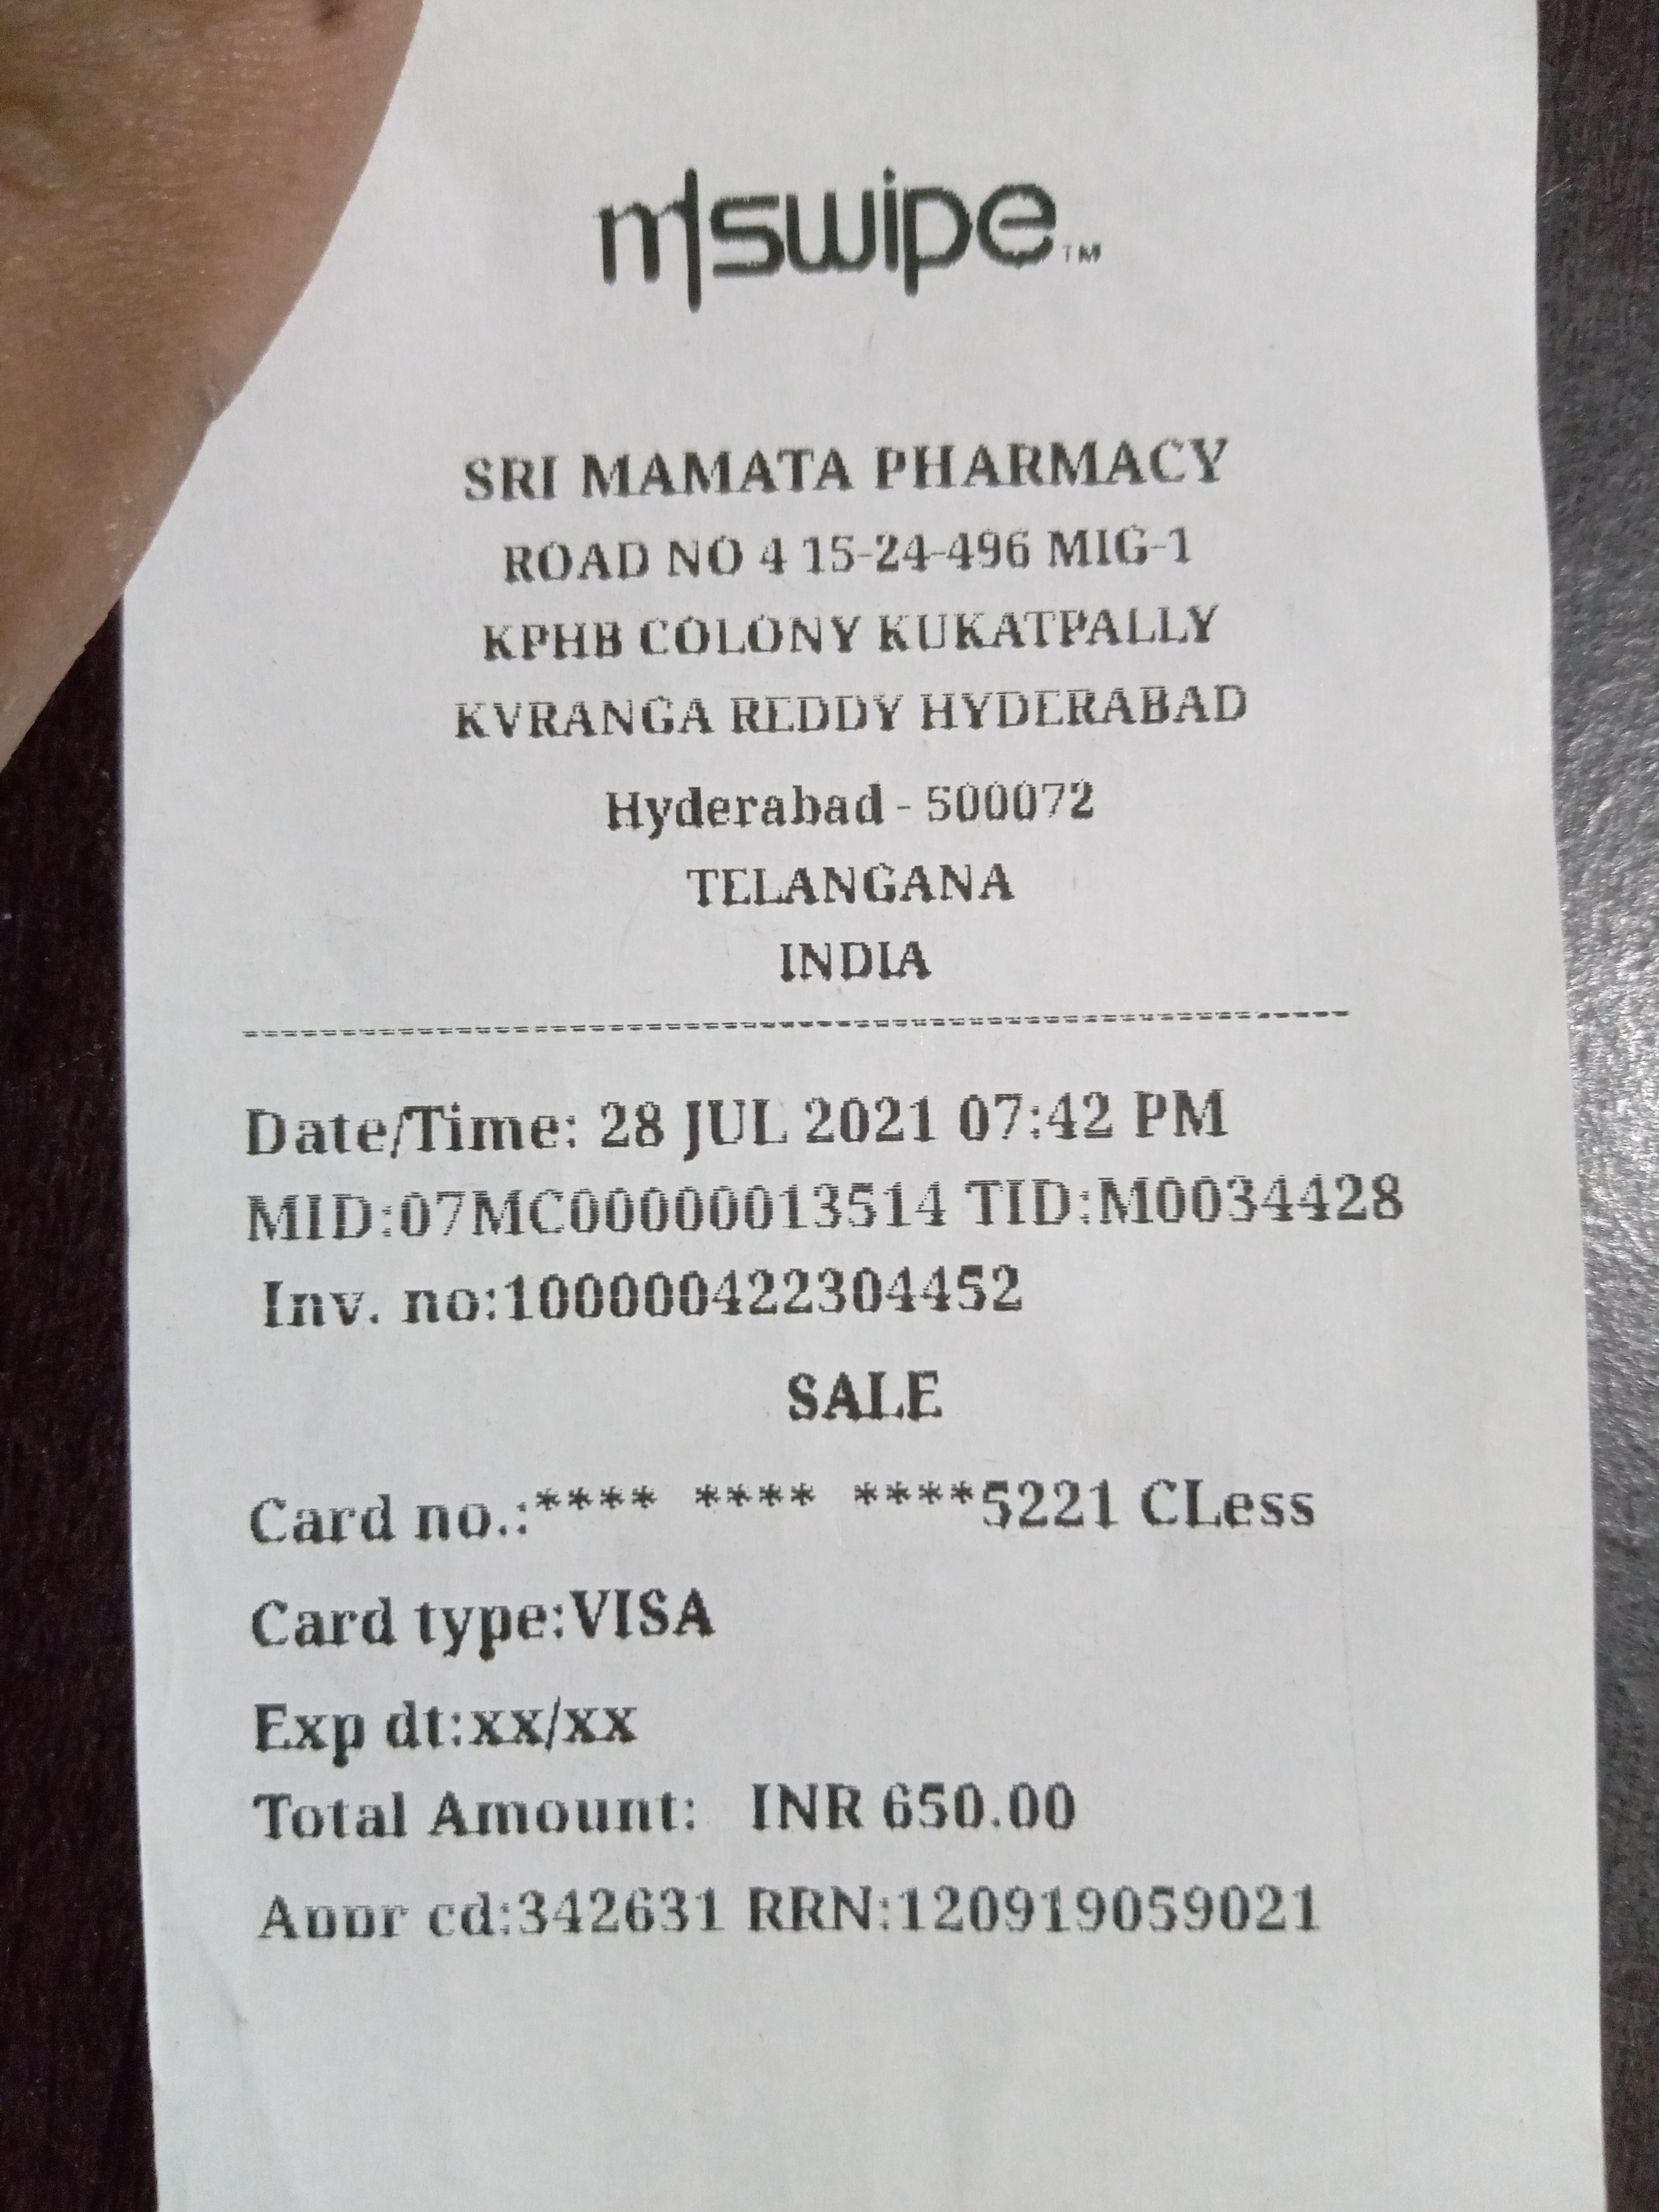 mswipe™
SRI MAMATA PHARMACY
ROAD NO 4 15-24-496 MIG-1
KPHB COLONY KUKATPALLY
KVRANGA REDDY HYDERABAD
Hyderabad - 500072
TELANGANA
INDIA
Date/Time: 28 JUL 2021 07:42 PM
MID:07MC00000013514 TID:M0034428
Inv. no:100000422304452
SALE
Card no.:**** **** ****5221 CLess
Card type:VISA
Exp dt:xx/xx
Total Amount: INR 650.00
Appr cd:342631 RRN:120919059021